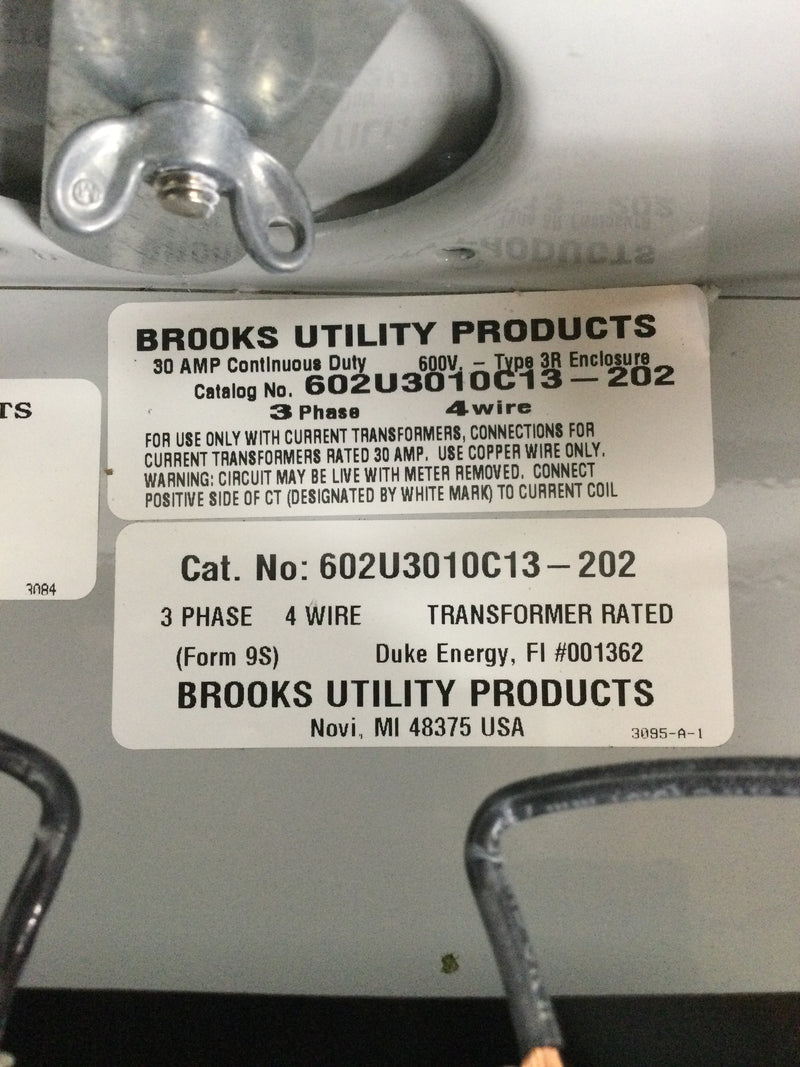 BROOKS UTILITY PRODUCTS
30 AMP Continuous Duty 600V. – Type 3R Enclosure
Catalog No. 602U3010C13–202
3 Phase 4 wire
FOR USE ONLY WITH CURRENT TRANSFORMERS, CONNECTIONS FOR
CURRENT TRANSFORMERS RATED 30 AMP. USE COPPER WIRE ONLY.
WARNING: CIRCUIT MAY BE LIVE WITH METER REMOVED. CONNECT
POSITIVE SIDE OF CT (DESIGNATED BY WHITE MARK) TO CURRENT COIL
TS
3084
Cat. No: 602U3010C13–202
3 PHASE 4 WIRE TRANSFORMER RATED
(Form 9S) Duke Energy, Fl #001362
BROOKS UTILITY PRODUCTS
Novi, MI 48375 USA
3095-A-1